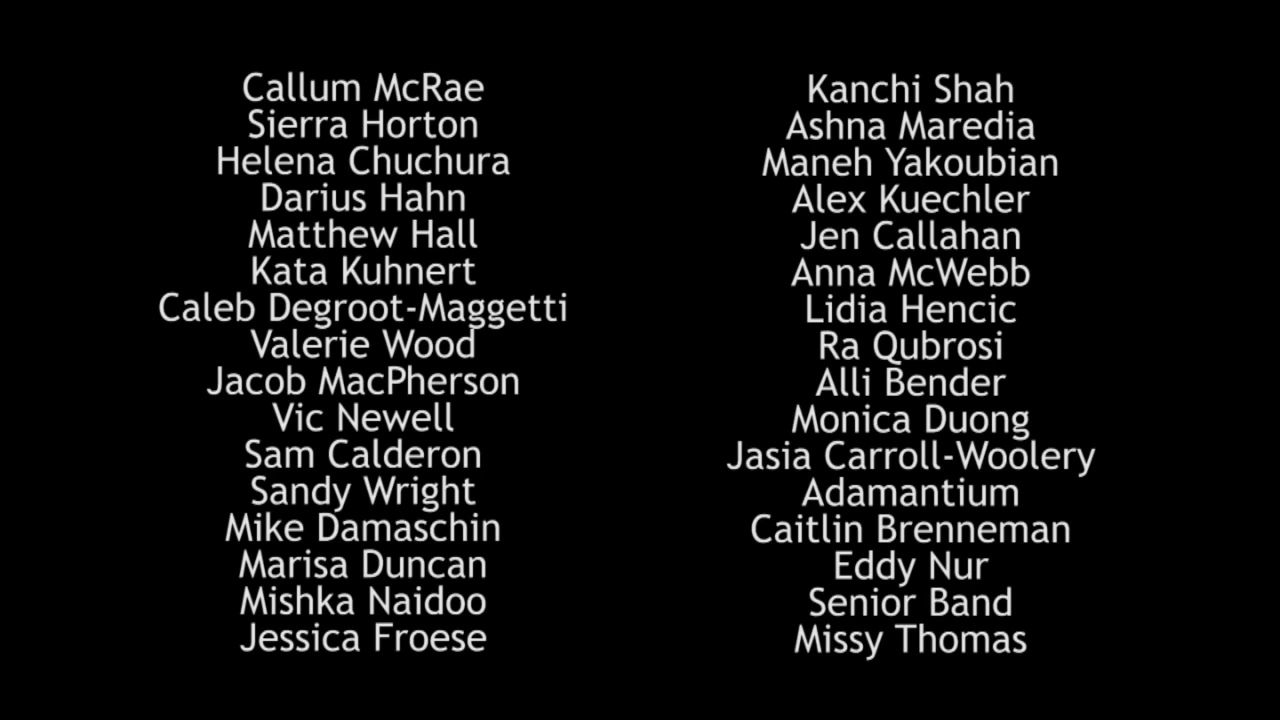 Callum McRae
Sierra Horton
Helena Chuchura
Darius Hahn
Matthew Hall
Kata Kuhnert
Caleb Degroot-Maggetti
Valerie Wood
Jacob MacPherson
Vic Newell
Sam Calderon
Sandy Wright
Mike Damaschin
Marisa Duncan
Mishka Naidoo
Jessica Froese
Kanchi Shah
Ashna Maredia
Maneh Yakoubian
Alex Kuechler
Jen Callahan
Anna McWebb
Lidia Hencic
Ra Qubrosi
Alli Bender
Monica Duong
Jasia Carroll-Woolery
Adamantium
Caitlin Brenneman
Eddy Nur
Senior Band
Missy Thomas